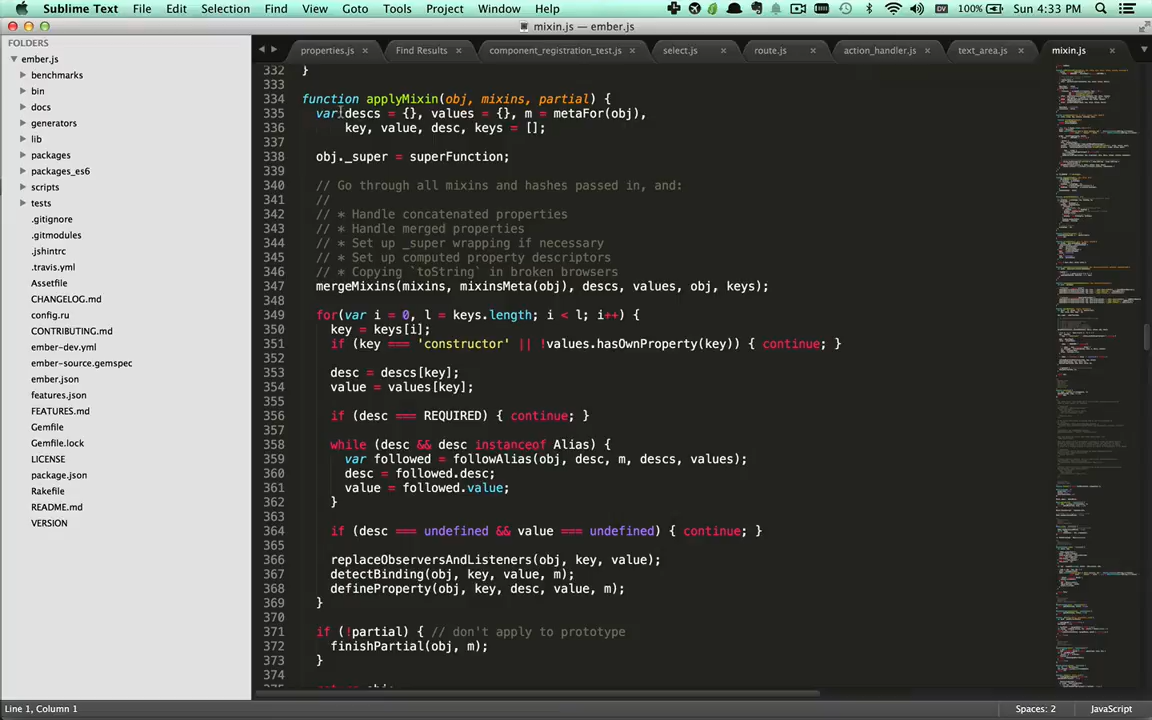 Sublime Text File Edit Selection Find View Goto Tools Project Window Help DV 100% Sun 4:33 PM
mixin.js — ember.js
FOLDERS
ember.js
benchmarks
bin
docs
generators
lib
packages
packages_es6
scripts
tests
.gitignore
.gitmodules
.jshintrc
.travis.yml
Assetfile
CHANGELOG.md
config.ru
CONTRIBUTING.md
ember-dev.yml
ember-source.gemspec
ember.json
features.json
FEATURES.md
Gemfile
Gemfile.lock
LICENSE
package.json
Rakefile
README.md
VERSION
properties.js × Find Results × component_registration_test.js × select.js × route.js × action_handler.js × text_area.js × mixin.js ×
332 }
333
334 function applyMixin(obj, mixins, partial) {
335 var descs = {}, values = {}, m = metaFor(obj),
336 key, value, desc, keys = [];
337
338 obj._super = superFunction;
339
340 // Go through all mixins and hashes passed in, and:
341 //
342 // * Handle concatenated properties
343 // * Handle merged properties
344 // * Set up _super wrapping if necessary
345 // * Set up computed property descriptors
346 // * Copying `toString` in broken browsers
347 mergeMixins(mixins, mixinsMeta(obj), descs, values, obj, keys);
348
349 for(var i = 0, l = keys.length; i < l; i++) {
350 key = keys[i];
351 if (key === 'constructor' || !values.hasOwnProperty(key)) { continue; }
352
353 desc = descs[key];
354 value = values[key];
355
356 if (desc === REQUIRED) { continue; }
357
358 while (desc && desc instanceof Alias) {
359 var followed = followAlias(obj, desc, m, descs, values);
360 desc = followed.desc;
361 value = followed.value;
362 }
363
364 if (desc === undefined && value === undefined) { continue; }
365
366 replaceObserversAndListeners(obj, key, value);
367 detectBinding(obj, key, value, m);
368 defineProperty(obj, key, desc, value, m);
369 }
370
371 if (!partial) { // don't apply to prototype
372 finishPartial(obj, m);
373 }
374
Line 1, Column 1 Spaces: 2 JavaScript